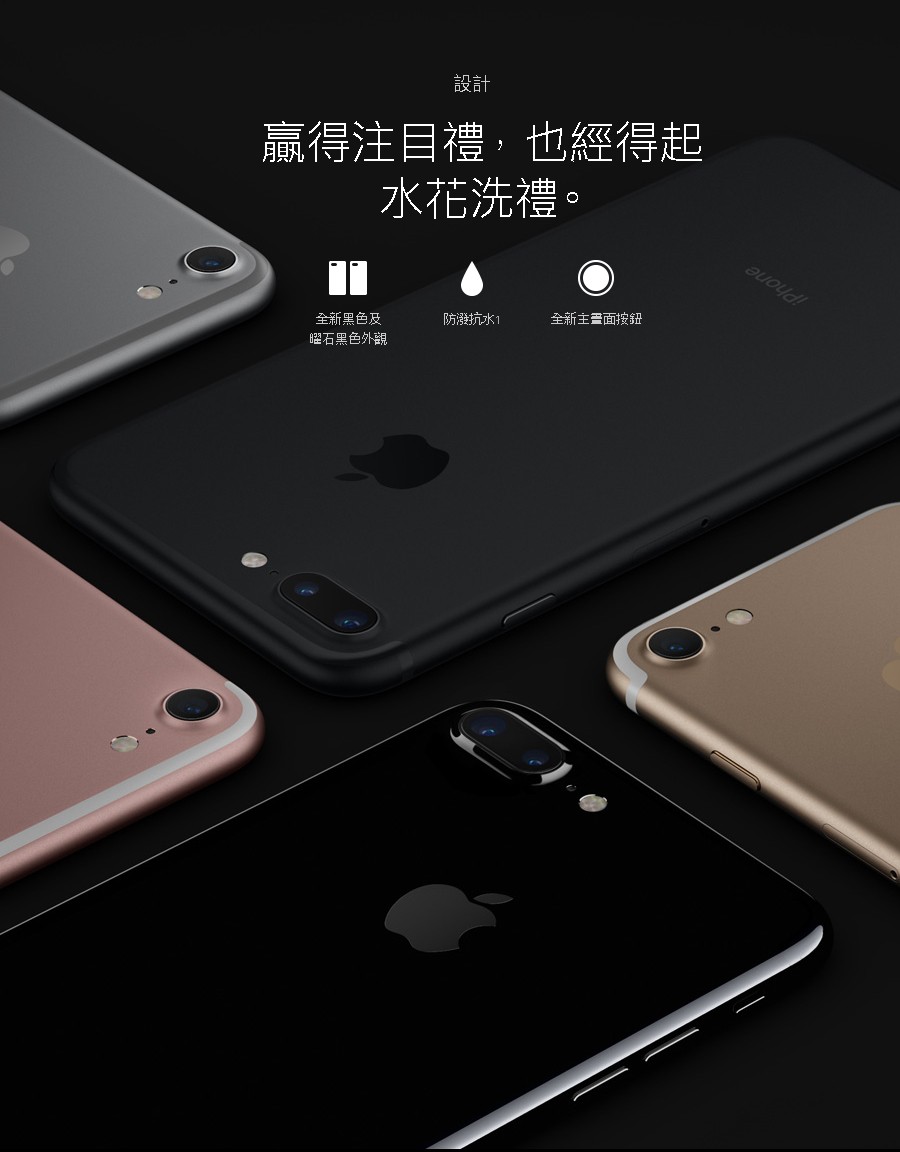 設計
贏得注目禮，也經得起
水花洗禮。
全新黑色及
曜石黑色外觀
防潑抗水1
全新主畫面按鈕
iPhone